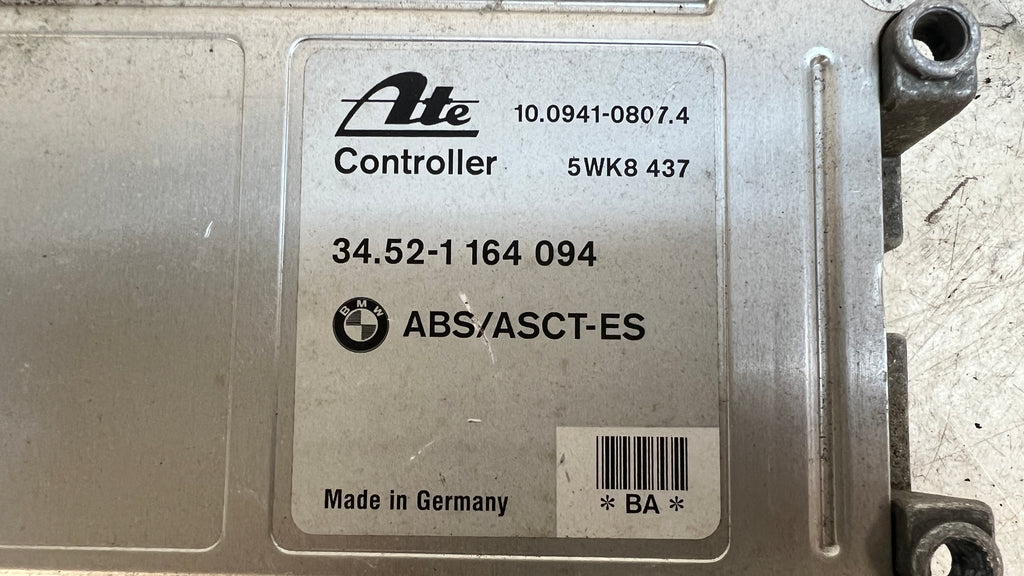 Ate 10.0941-0807.4
Controller 5WK8 437
34.52-1 164 094
BMW ABS/ASCT-ES
Made in Germany * BA *